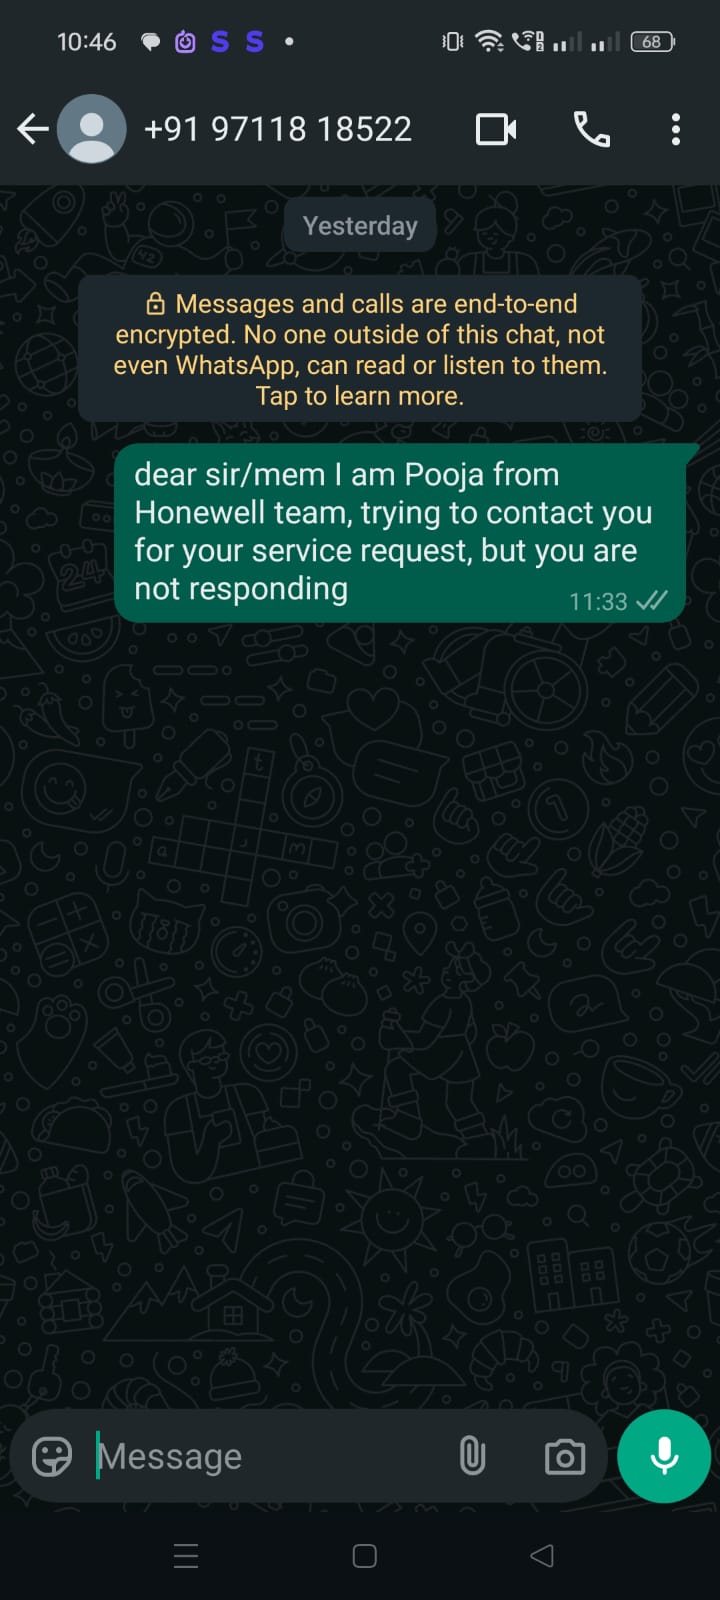 10:46 S S 68
+91 97118 18522
Yesterday
Messages and calls are end-to-end
encrypted. No one outside of this chat, not
even WhatsApp, can read or listen to them.
Tap to learn more.
dear sir/mem I am Pooja from
Honewell team, trying to contact you
for your service request, but you are
not responding
11:33
Message